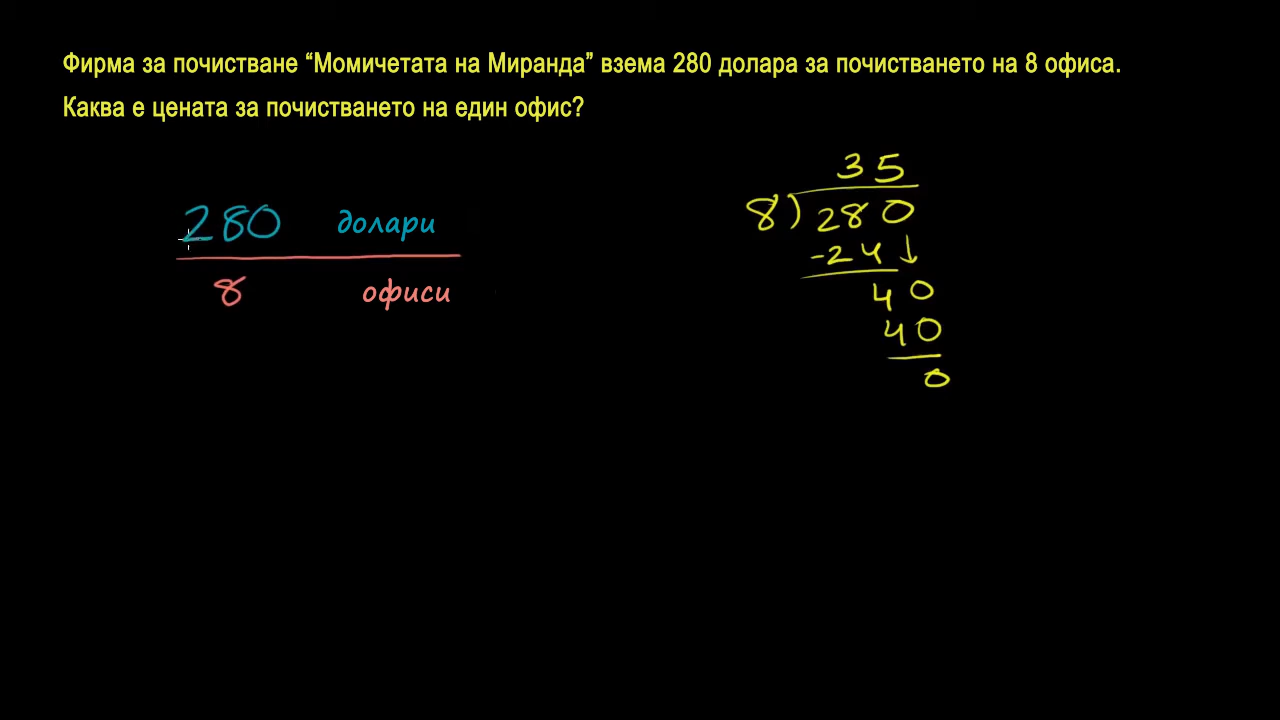 Фирма за почистване “Момичетата на Миранда” взема 280 долара за почистването на 8 офиса.
Каква е цената за почистването на един офис?
280 долари
8 офиси
35
8) 280
-24↓
40
40
0